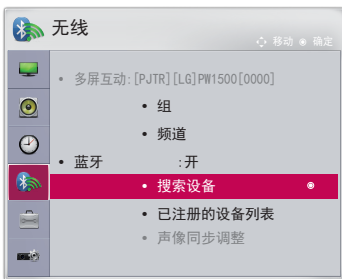 无线
移动 ◉ 确定
• 多屏互动:[PJTR][LG]PW1500[0000]
• 组
• 频道
• 蓝牙 :开
• 搜索设备 ◉
• 已注册的设备列表
• 声像同步调整